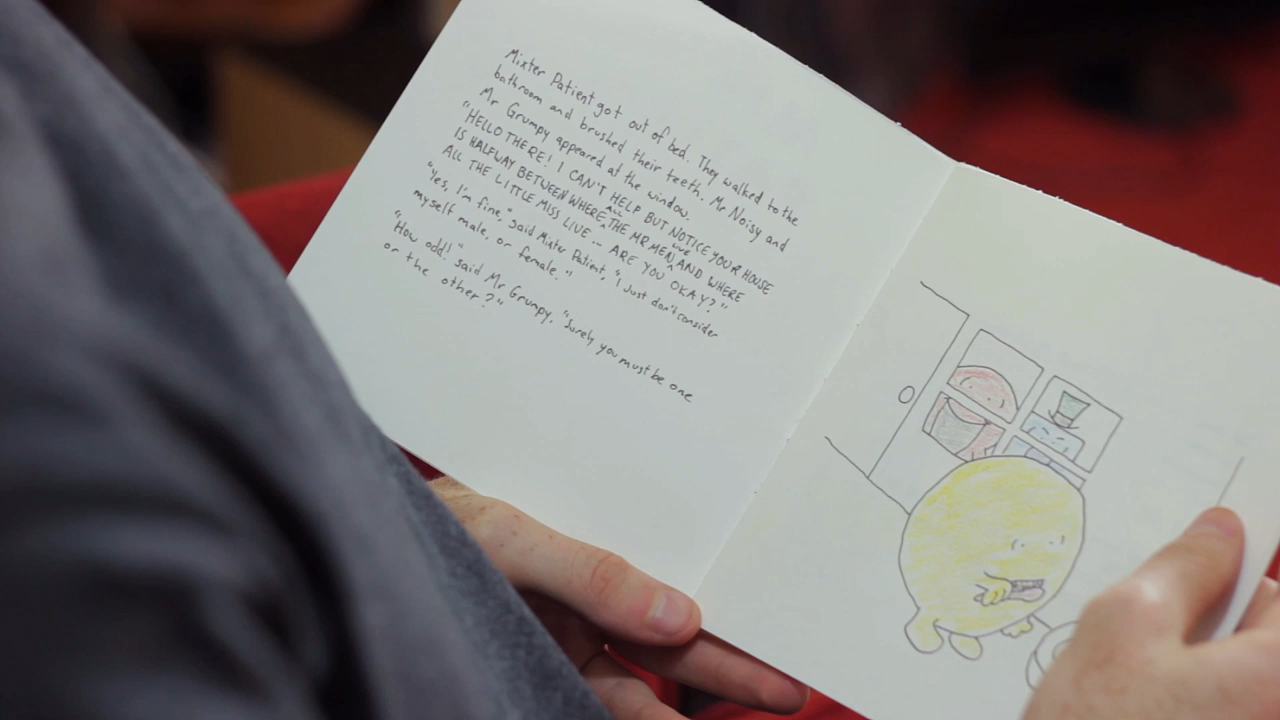 Mixter Patient got out of bed. They walked to the
bathroom and brushed their teeth. Mr Noisy and
Mr Grumpy appeared at the window.
"HELLO THERE! I CAN'T HELP BUT NOTICE YOUR HOUSE
IS HALFWAY BETWEEN WHERE ALL THE MR MEN LIVE AND WHERE
ALL THE LITTLE MISS LIVE... ARE YOU OKAY?"
"Yes, I'm fine," said Mixter Patient, "I just don't consider
myself male, or female."
"How odd!" said Mr Grumpy, "Surely you must be one
or the other?"